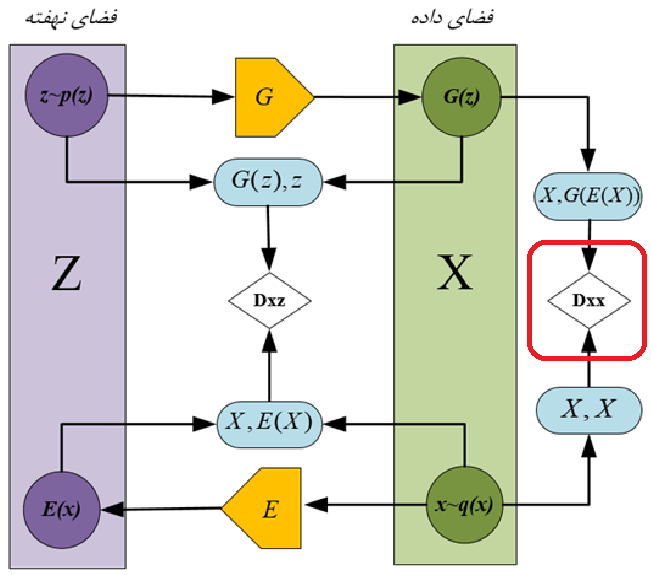 فضای نهفته
فضای داده
z~p(z)
G
G(z)
G(z), z
X,G(E(X))
Z
X
Dxz
Dxx
X, E(X)
X, X
E(x)
E
x~q(x)